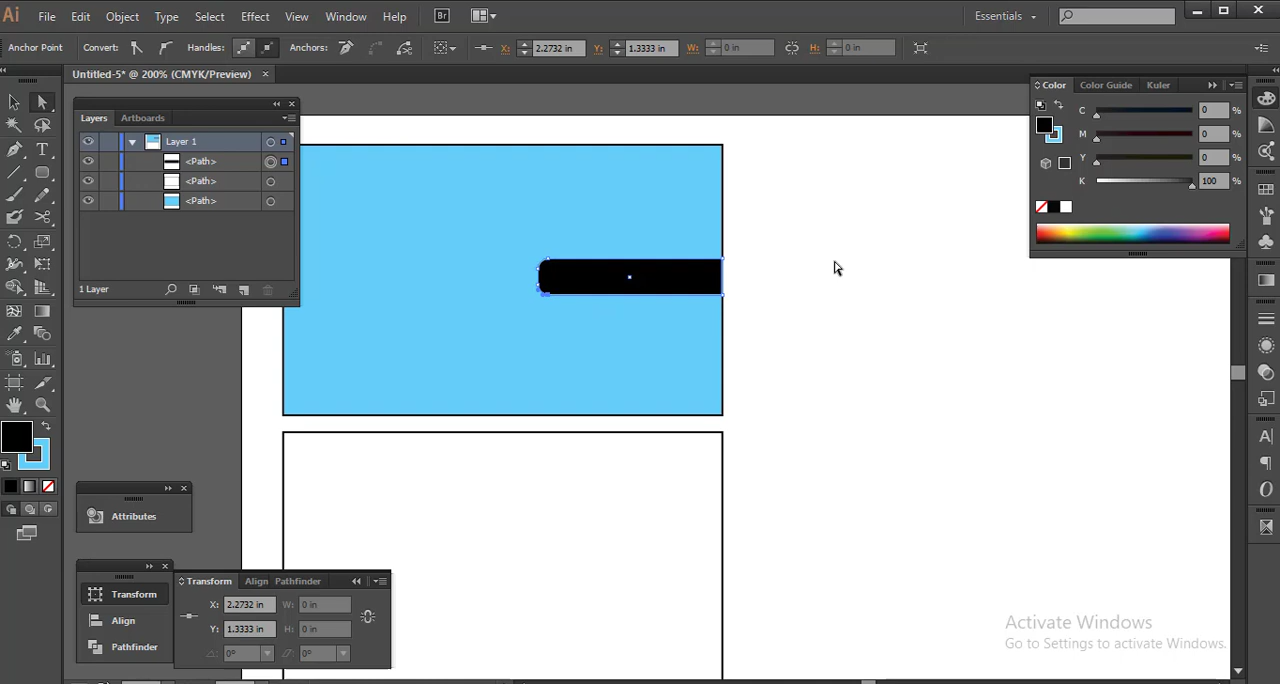 Ai File Edit Object Type Select Effect View Window Help Br Essentials
Anchor Point Convert: Handles: Anchors: X: 2.2732 in Y: 1.3333 in W: 0 in H: 0 in
Untitled-5* @ 200% (CMYK/Preview) ×
Color Color Guide Kuler
C 0 %
M 0 %
Y 0 %
K 100 %
Layers Artboards
Layer 1
<Path>
<Path>
<Path>
1 Layer
Attributes
Transform
Align
Pathfinder
Transform Align Pathfinder
X: 2.2732 in W: 0 in
Y: 1.3333 in H: 0 in
0° 0°
Activate Windows
Go to Settings to activate Windows.